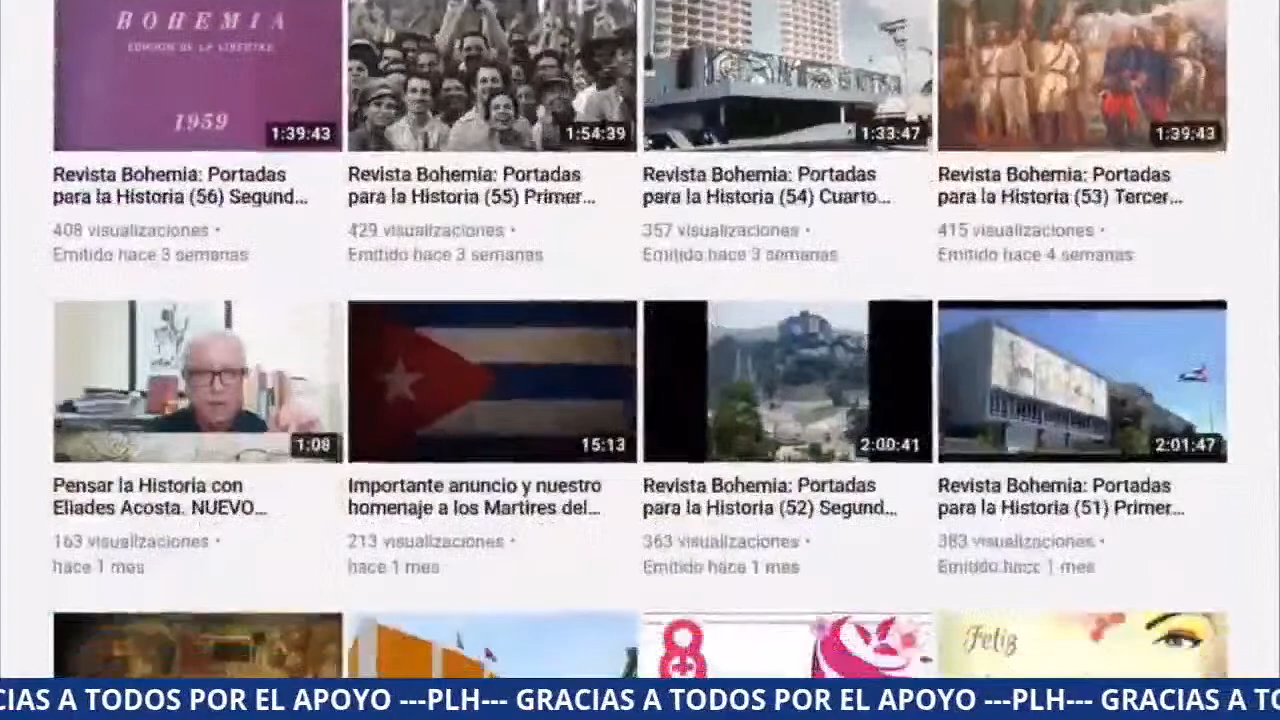 BOHEMIA
EDICION DE LA LIBERTAD
1959
1:39:43
1:54:39
1:33:47
1:39:43
Revista Bohemia: Portadas
para la Historia (56) Segund...
408 visualizaciones •
Emitido hace 3 semanas
Revista Bohemia: Portadas
para la Historia (55) Primer...
429 visualizaciones •
Emitido hace 3 semanas
Revista Bohemia: Portadas
para la Historia (54) Cuarto...
357 visualizaciones •
Emitido hace 3 semanas
Revista Bohemia: Portadas
para la Historia (53) Tercer...
415 visualizaciones •
Emitido hace 4 semanas
1:08
15:13
2:00:41
2:01:47
Pensar la Historia con
Eliades Acosta. NUEVO...
163 visualizaciones •
hace 1 mes
Importante anuncio y nuestro
homenaje a los Martires del...
213 visualizaciones •
hace 1 mes
Revista Bohemia: Portadas
para la Historia (52) Segund...
363 visualizaciones •
Emitido hace 1 mes
Revista Bohemia: Portadas
para la Historia (51) Primer...
383 visualizaciones •
Emitido hace 1 mes
8
Feliz
CIAS A TODOS POR EL APOYO ---PLH--- GRACIAS A TODOS POR EL APOYO ---PLH--- GRACIAS A TO